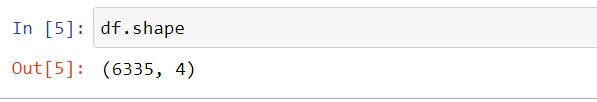 In [5]: df.shape
Out[5]: (6335, 4)